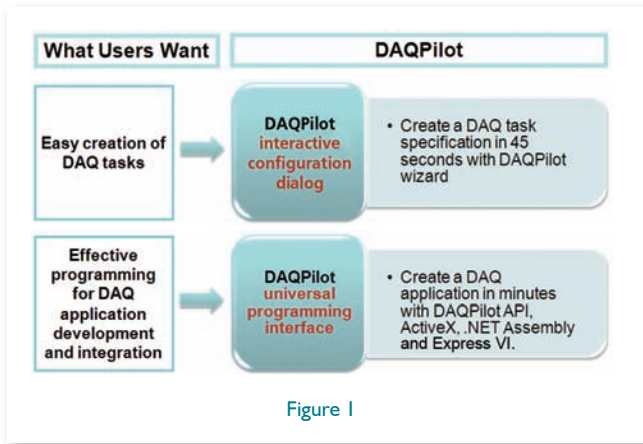 What Users Want
DAQPilot
Easy creation of
DAQ tasks
DAQPilot
interactive
configuration
dialog
• Create a DAQ task
specification in 45
seconds with DAQPilot
wizard
Effective
programming
for DAQ
application
development
and integration
DAQPilot
universal
programming
interface
• Create a DAQ
application in minutes
with DAQPilot API,
ActiveX, .NET Assembly
and Express VI.
Figure 1